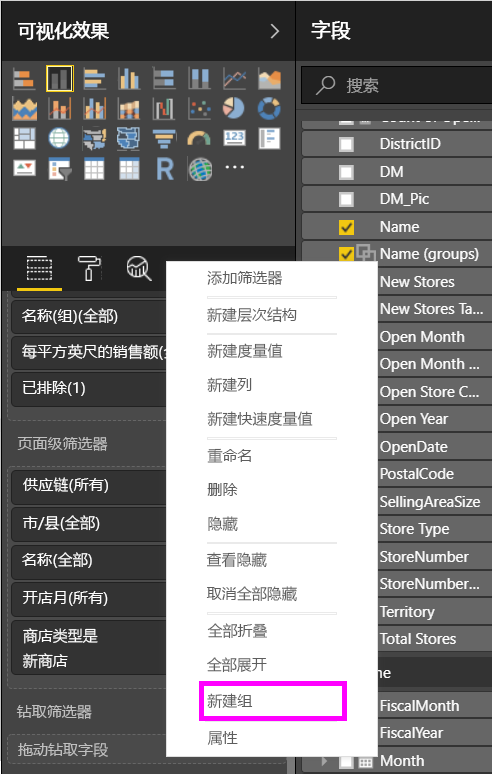 可视化效果
字段
搜索
123
R
DistrictID
DM
DM_Pic
Name
Name (groups)
New Stores
New Stores Ta...
Open Month
Open Month ...
Open Store C...
Open Year
OpenDate
PostalCode
SellingAreaSize
Store Type
StoreNumber
StoreNumber...
Territory
Total Stores
FiscalMonth
FiscalYear
Month
名称(组)(全部)
每平方英尺的销售额(
已排除(1)
页面级筛选器
供应链(所有)
市/县(全部)
名称(全部)
开店月(所有)
商店类型是
新商店
钻取筛选器
拖动钻取字段
添加筛选器
新建层次结构
新建度量值
新建列
新建快速度量值
重命名
删除
隐藏
查看隐藏
取消全部隐藏
全部折叠
全部展开
新建组
属性